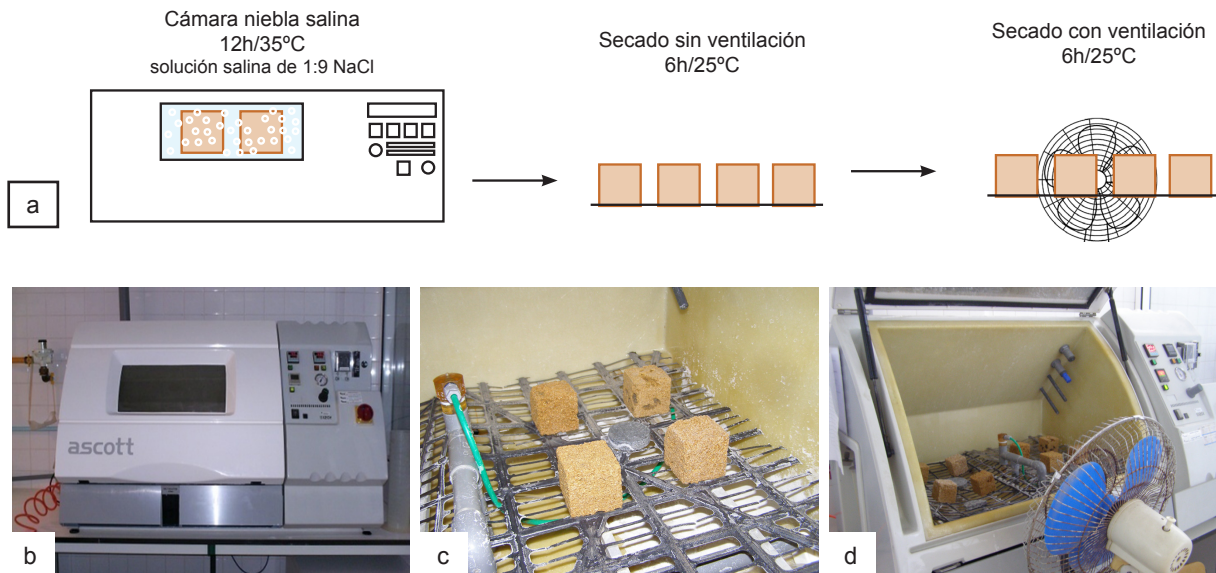 Cámara niebla salina
12h/35ºC
solución salina de 1:9 NaCl
Secado sin ventilación
6h/25ºC
Secado con ventilación
6h/25ºC
a
ascott
b
c
d